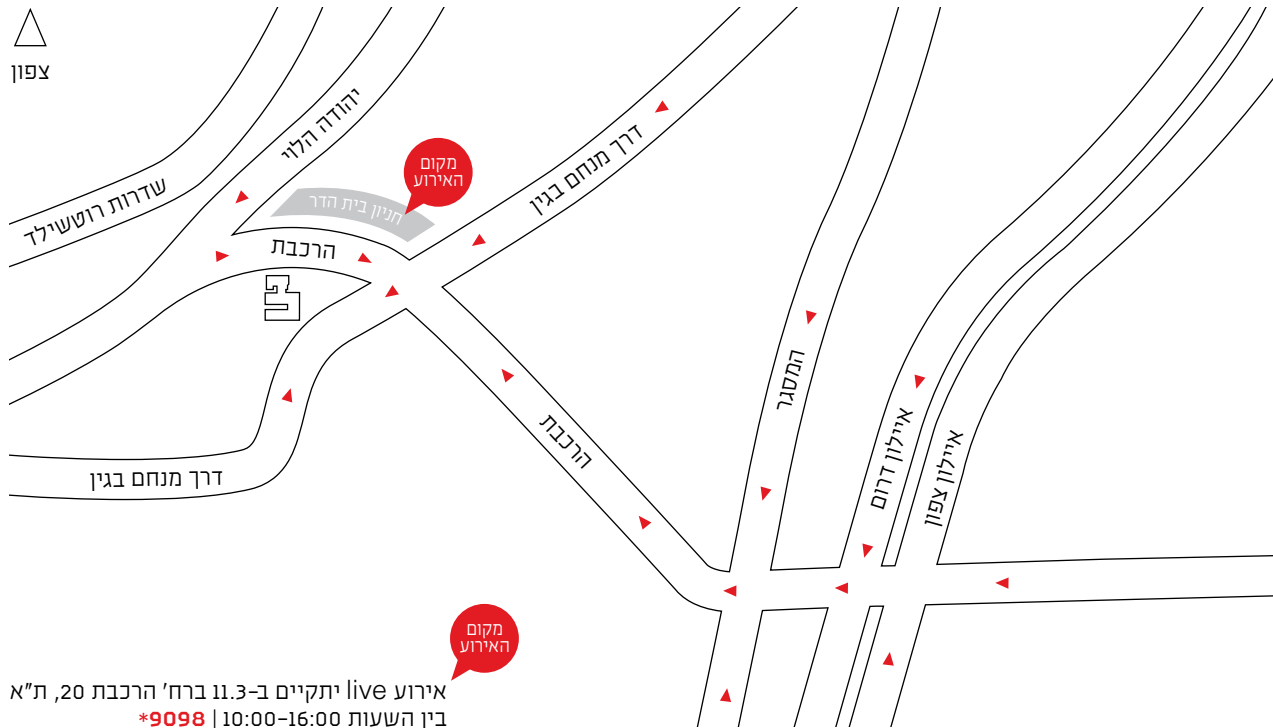 צפון
יהודה הלוי
שדרות רוטשילד
מקום
האירוע
חניון בית הדר
הרכבת
דרך מנחם בגין
המסגר
הרכבת
איילון דרום
איילון צפון
דרך מנחם בגין
מקום
האירוע
אירוע live יתקיים ב-11.3 ברח' הרכבת 20, ת"א
בין השעות 10:00-16:00 | 9098*